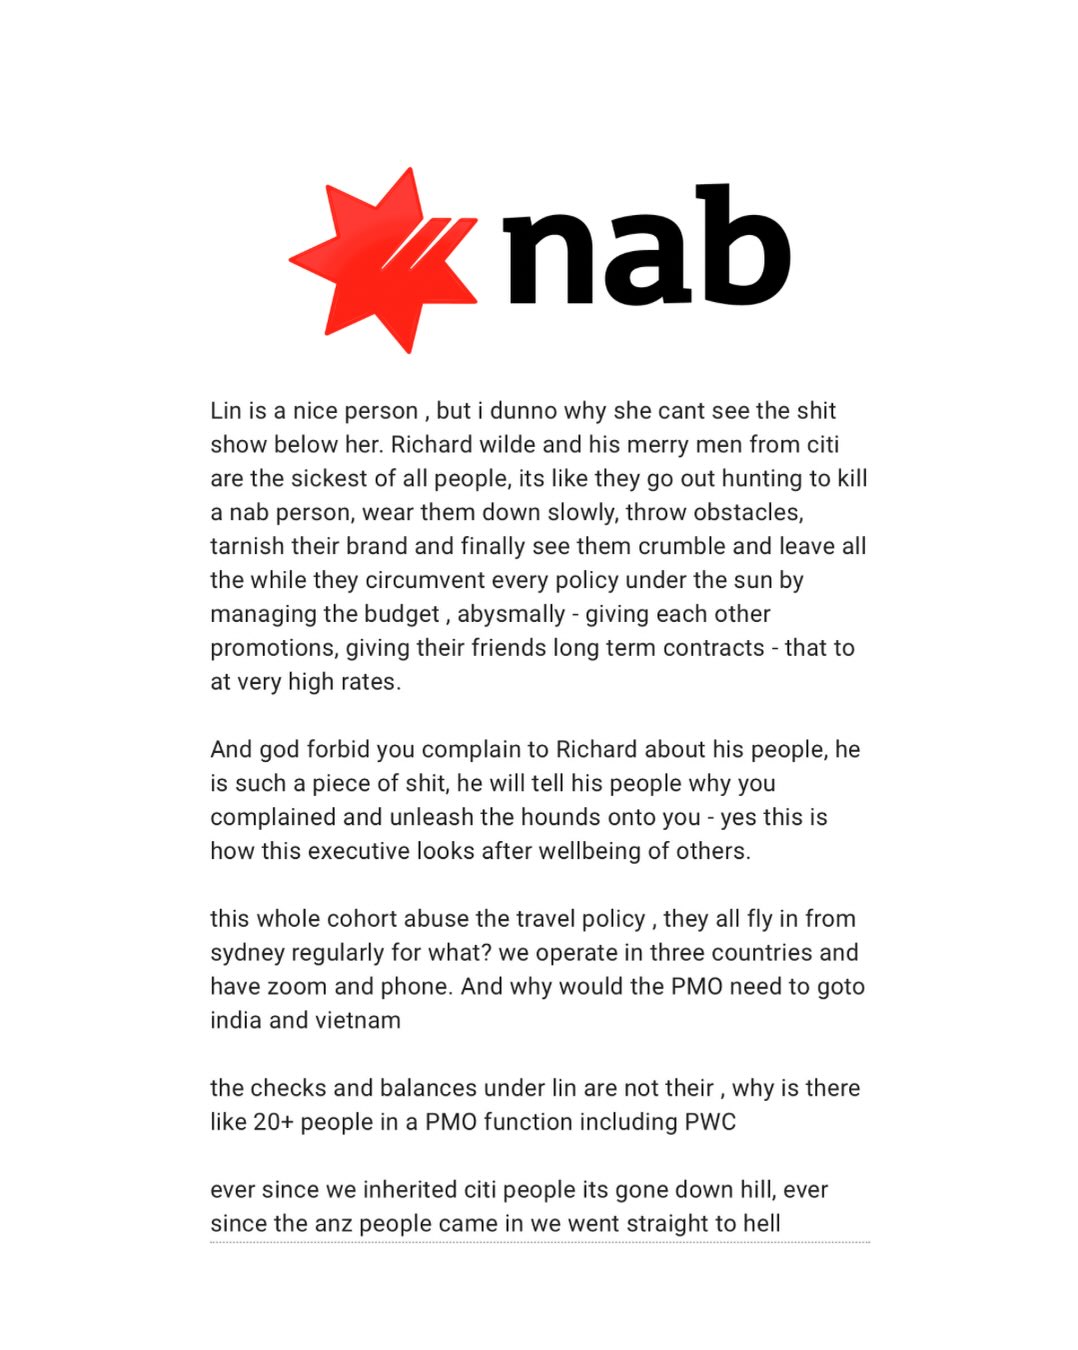 nab
Lin is a nice person , but i dunno why she cant see the shit
show below her. Richard wilde and his merry men from citi
are the sickest of all people, its like they go out hunting to kill
a nab person, wear them down slowly, throw obstacles,
tarnish their brand and finally see them crumble and leave all
the while they circumvent every policy under the sun by
managing the budget , abysmally - giving each other
promotions, giving their friends long term contracts - that to
at very high rates.
And god forbid you complain to Richard about his people, he
is such a piece of shit, he will tell his people why you
complained and unleash the hounds onto you - yes this is
how this executive looks after wellbeing of others.
this whole cohort abuse the travel policy , they all fly in from
sydney regularly for what? we operate in three countries and
have zoom and phone. And why would the PMO need to goto
india and vietnam
the checks and balances under lin are not their , why is there
like 20+ people in a PMO function including PWC
ever since we inherited citi people its gone down hill, ever
since the anz people came in we went straight to hell